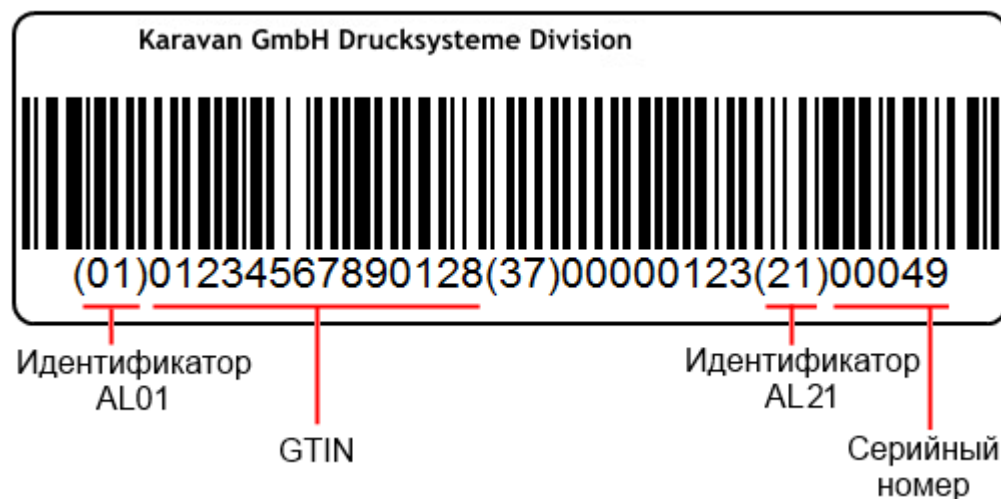 Karavan GmbH Drucksysteme Division
(01)01234567890128(37)00000123(21)00049
Идентификатор
AL01
GTIN
Идентификатор
AL21
Серийный
номер